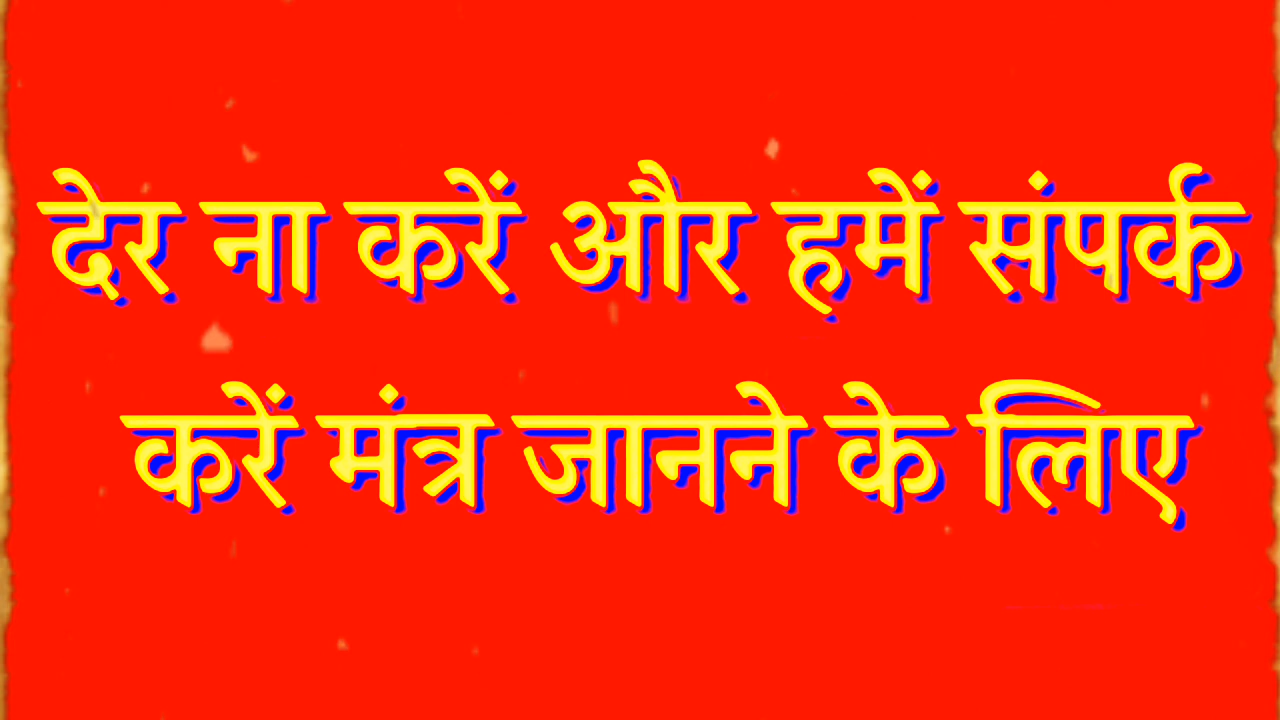 देर ना करें और हमें संपर्क
करें मंत्र जानने के लिए